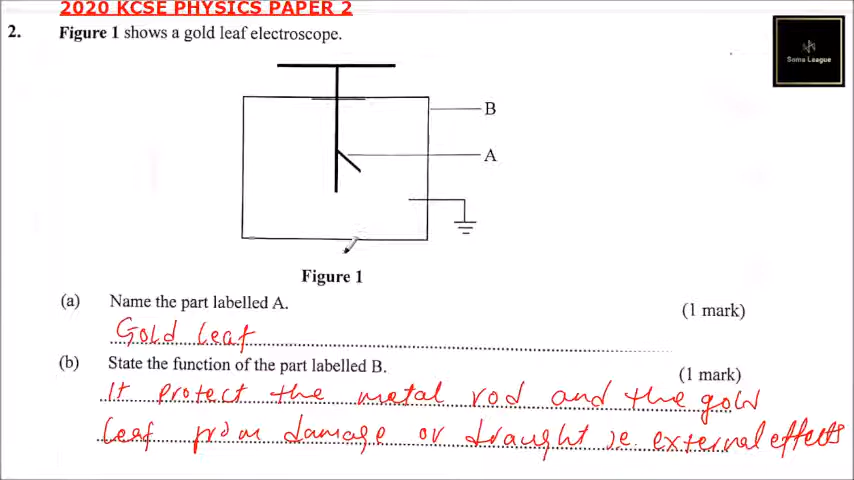 2020 KCSE PHYSICS PAPER 2
2. Figure 1 shows a gold leaf electroscope.
Soma League
B
A
Figure 1
(a) Name the part labelled A. (1 mark)
Gold leaf
(b) State the function of the part labelled B. (1 mark)
It protect the metal rod and the gold
leaf from damage or draught i.e. external effects